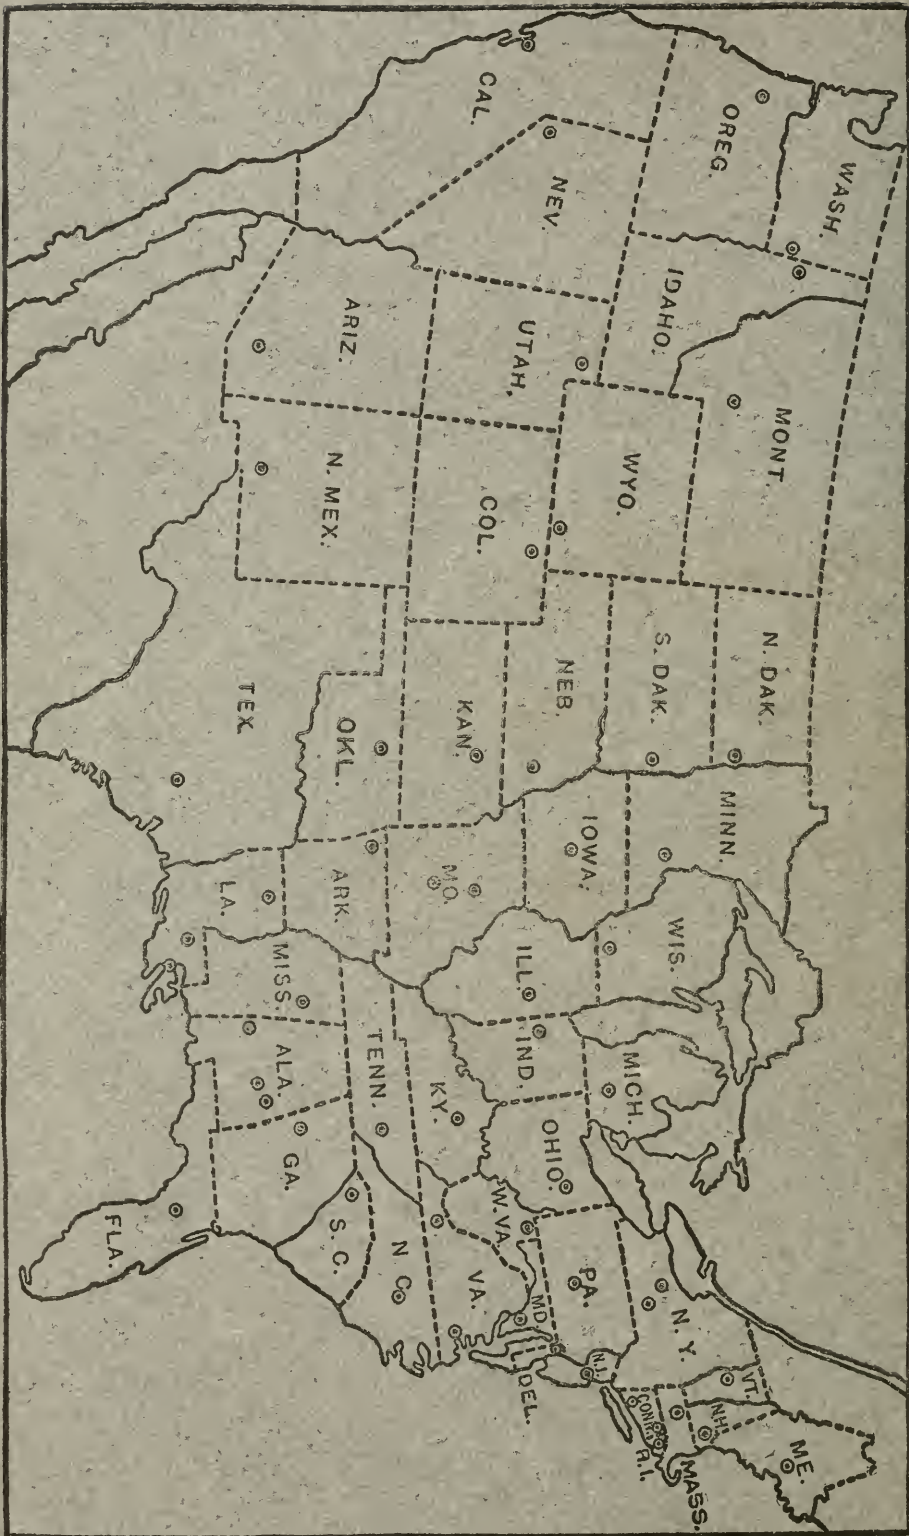 WASH.
OREG.
CAL.
NEV.
IDAHO.
MONT.
WYO.
UTAH.
ARIZ.
COL.
N. MEX.
N. DAK.
S. DAK.
NEB.
KAN.
OKL.
TEX.
MINN.
IOWA.
MO.
ARK.
LA.
WIS.
ILL.
MICH.
IND.
OHIO.
KY.
TENN.
MISS.
ALA.
GA.
FLA.
S. C.
N C.
VA.
W. VA.
PA.
MD.
DEL.
N.J.
N. Y.
VT.
N.H.
ME.
MASS.
CONN.
R.I.